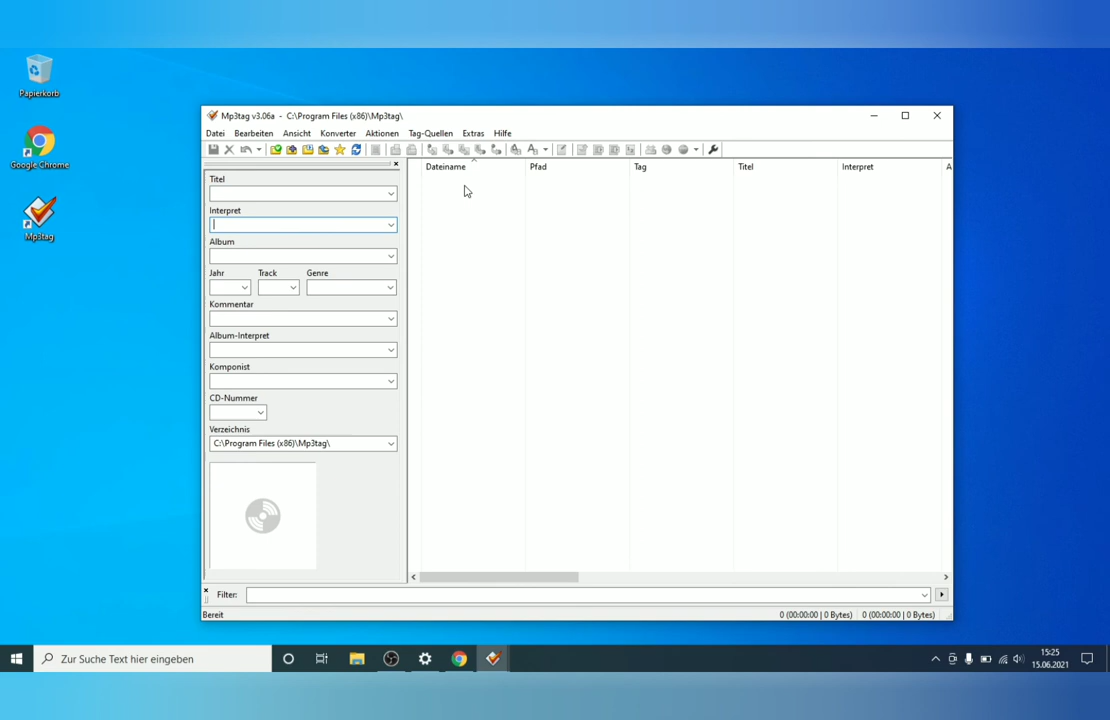 Papierkorb
Google Chrome
Mp3tag
Mp3tag v3.06a - C:\Program Files (x86)\Mp3tag\
Datei Bearbeiten Ansicht Konverter Aktionen Tag-Quellen Extras Hilfe
Titel
Interpret
Album
Jahr Track Genre
Kommentar
Album-Interpret
Komponist
CD-Nummer
Verzeichnis
C:\Program Files (x86)\Mp3tag\
Dateiname Pfad Tag Titel Interpret A
Filter:
Bereit 0 (00:00:00 | 0 Bytes) 0 (00:00:00 | 0 Bytes)
Zur Suche Text hier eingeben
15:25
15.06.2021